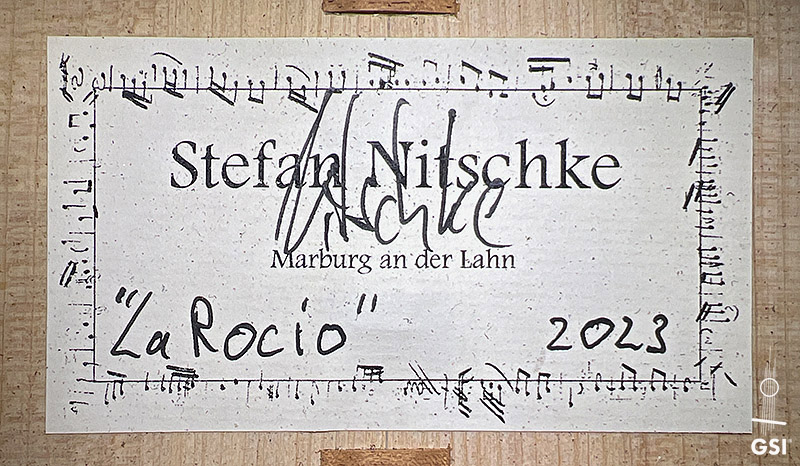 Stefan Nitschke
Nitschke
Marburg an der Lahn
"La Rocio"
2023
GSI